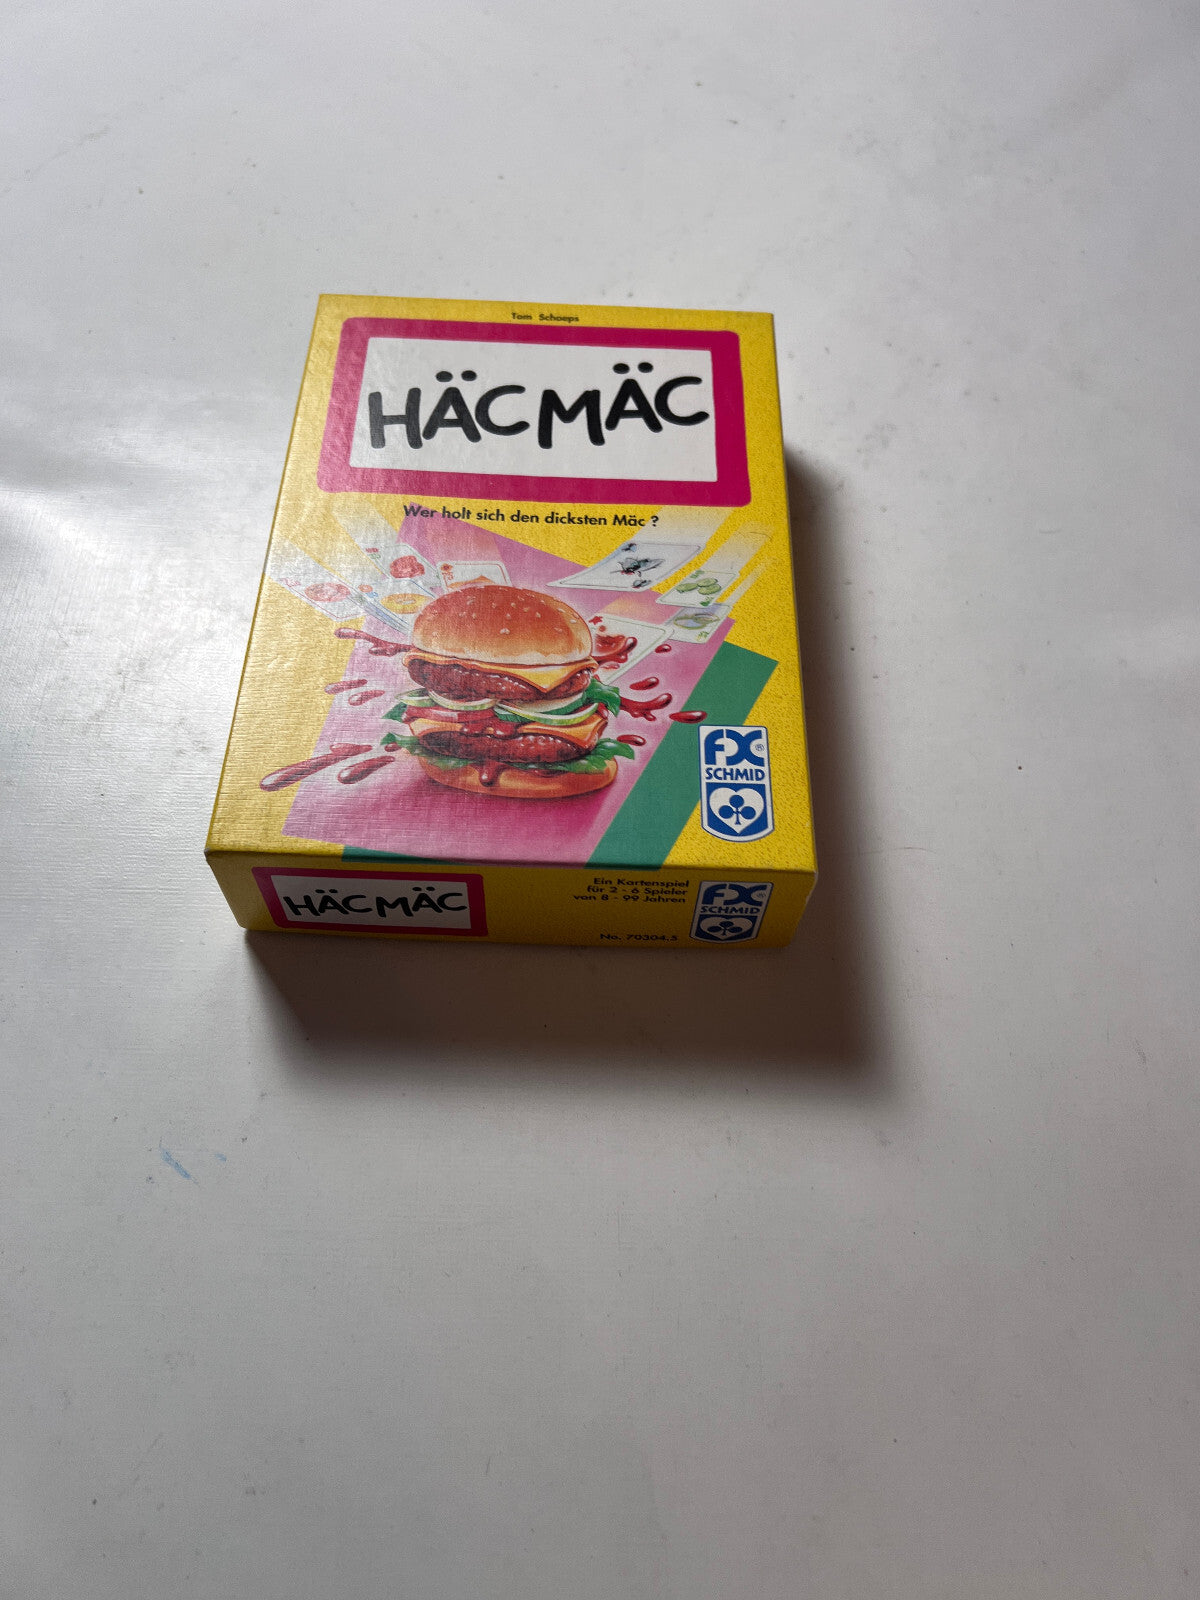 Tom Schoeps
HÄC MÄC
Wer holt sich den dicksten Mäc ?
FX®
SCHMID
HÄC MÄC
Ein Kartenspiel
für 2 - 6 Spieler
von 8 - 99 Jahren
No. 70304.5
FX®
SCHMID